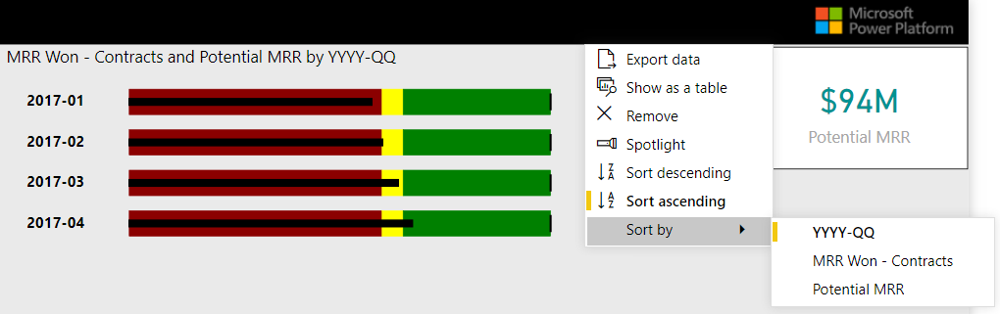 Microsoft
Power Platform
MRR Won - Contracts and Potential MRR by YYYY-QQ
2017-01
2017-02
2017-03
2017-04
Export data
Show as a table
Remove
Spotlight
Sort descending
Sort ascending
Sort by
$94M
Potential MRR
YYYY-QQ
MRR Won - Contracts
Potential MRR